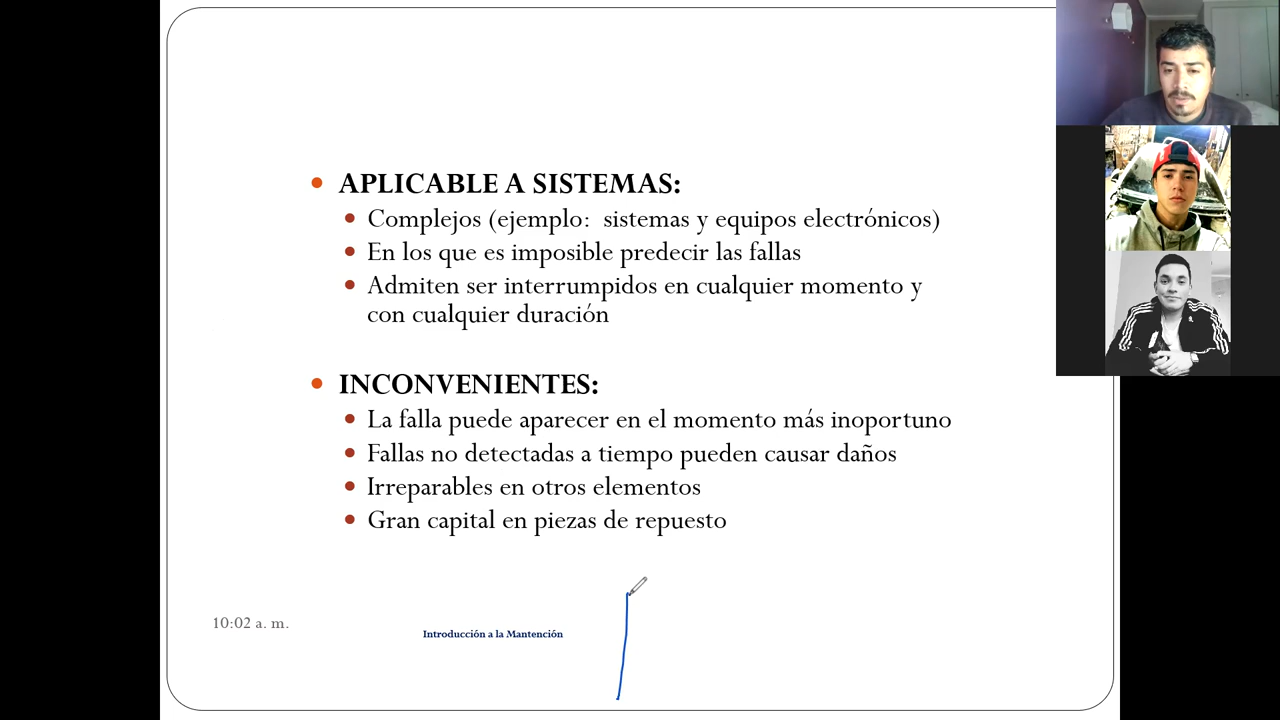 APLICABLE A SISTEMAS:
Complejos (ejemplo:  sistemas y equipos electrónicos)
En los que es imposible predecir las fallas
Admiten ser interrumpidos en cualquier momento y
con cualquier duración
INCONVENIENTES:
La falla puede aparecer en el momento más inoportuno
Fallas no detectadas a tiempo pueden causar daños
Irreparables en otros elementos
Gran capital en piezas de repuesto
10:02 a. m.
Introducción a la Mantención